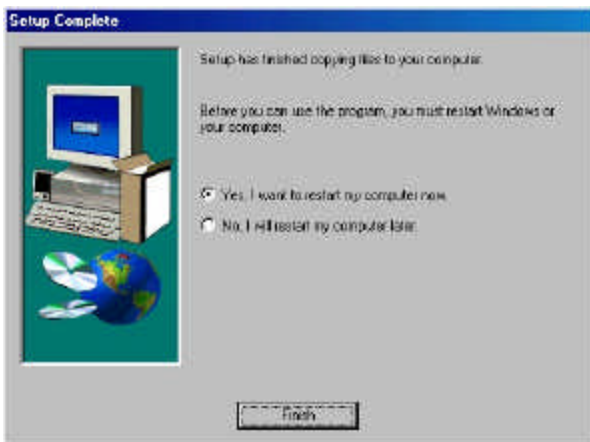 Setup Complete
Setup has finished copying files to your computer.
Before you can use the program, you must restart Windows or
your computer.
Yes, I want to restart my computer now.
No, I will restart my computer later.
Finish